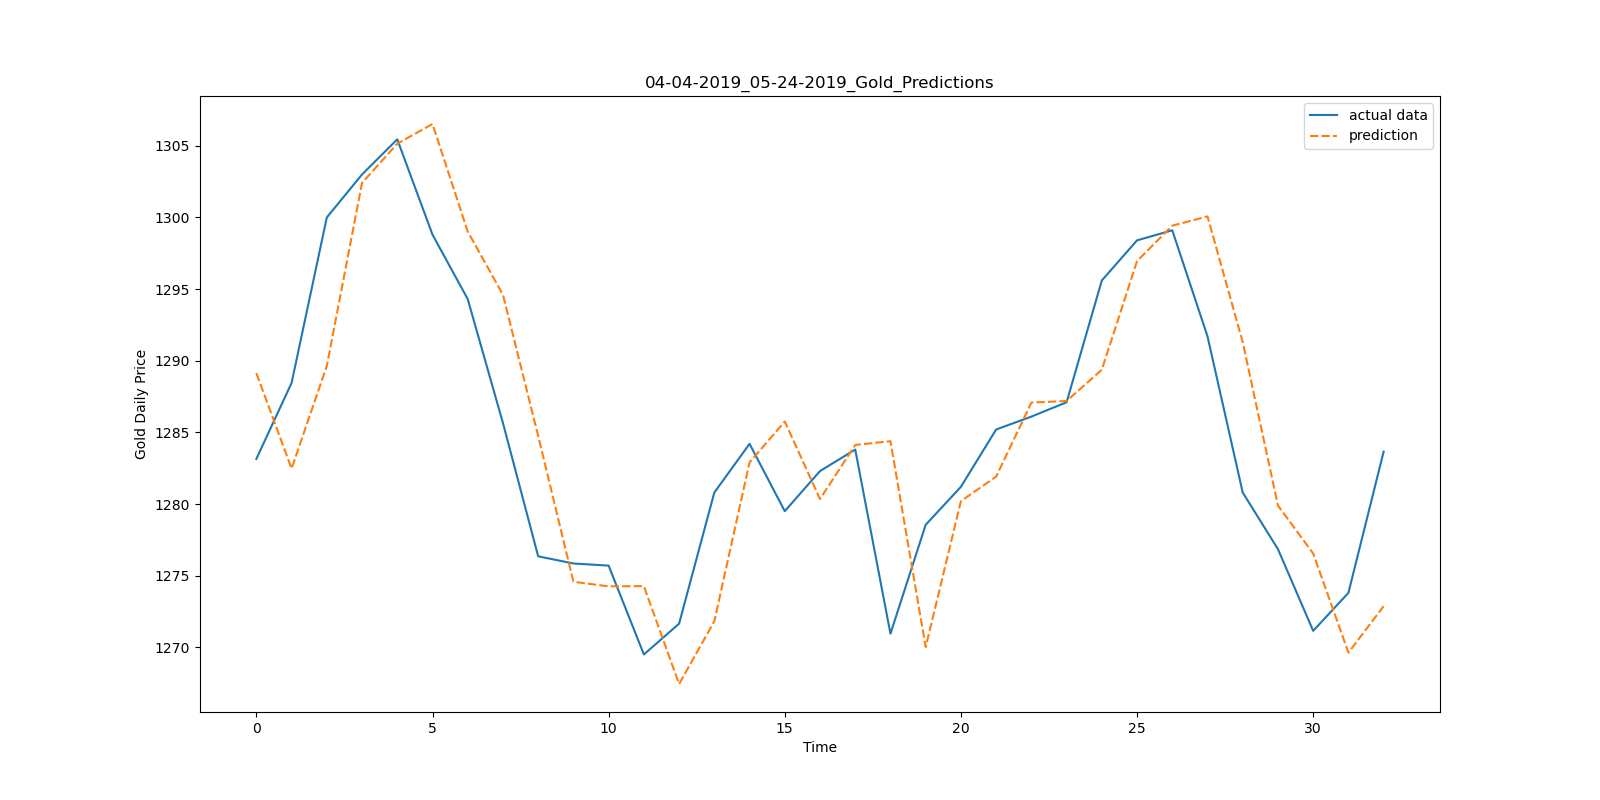 04-04-2019_05-24-2019_Gold_Predictions
actual data
prediction
Gold Daily Price
1305
1300
1295
1290
1285
1280
1275
1270
0 5 10 15 20 25 30
Time